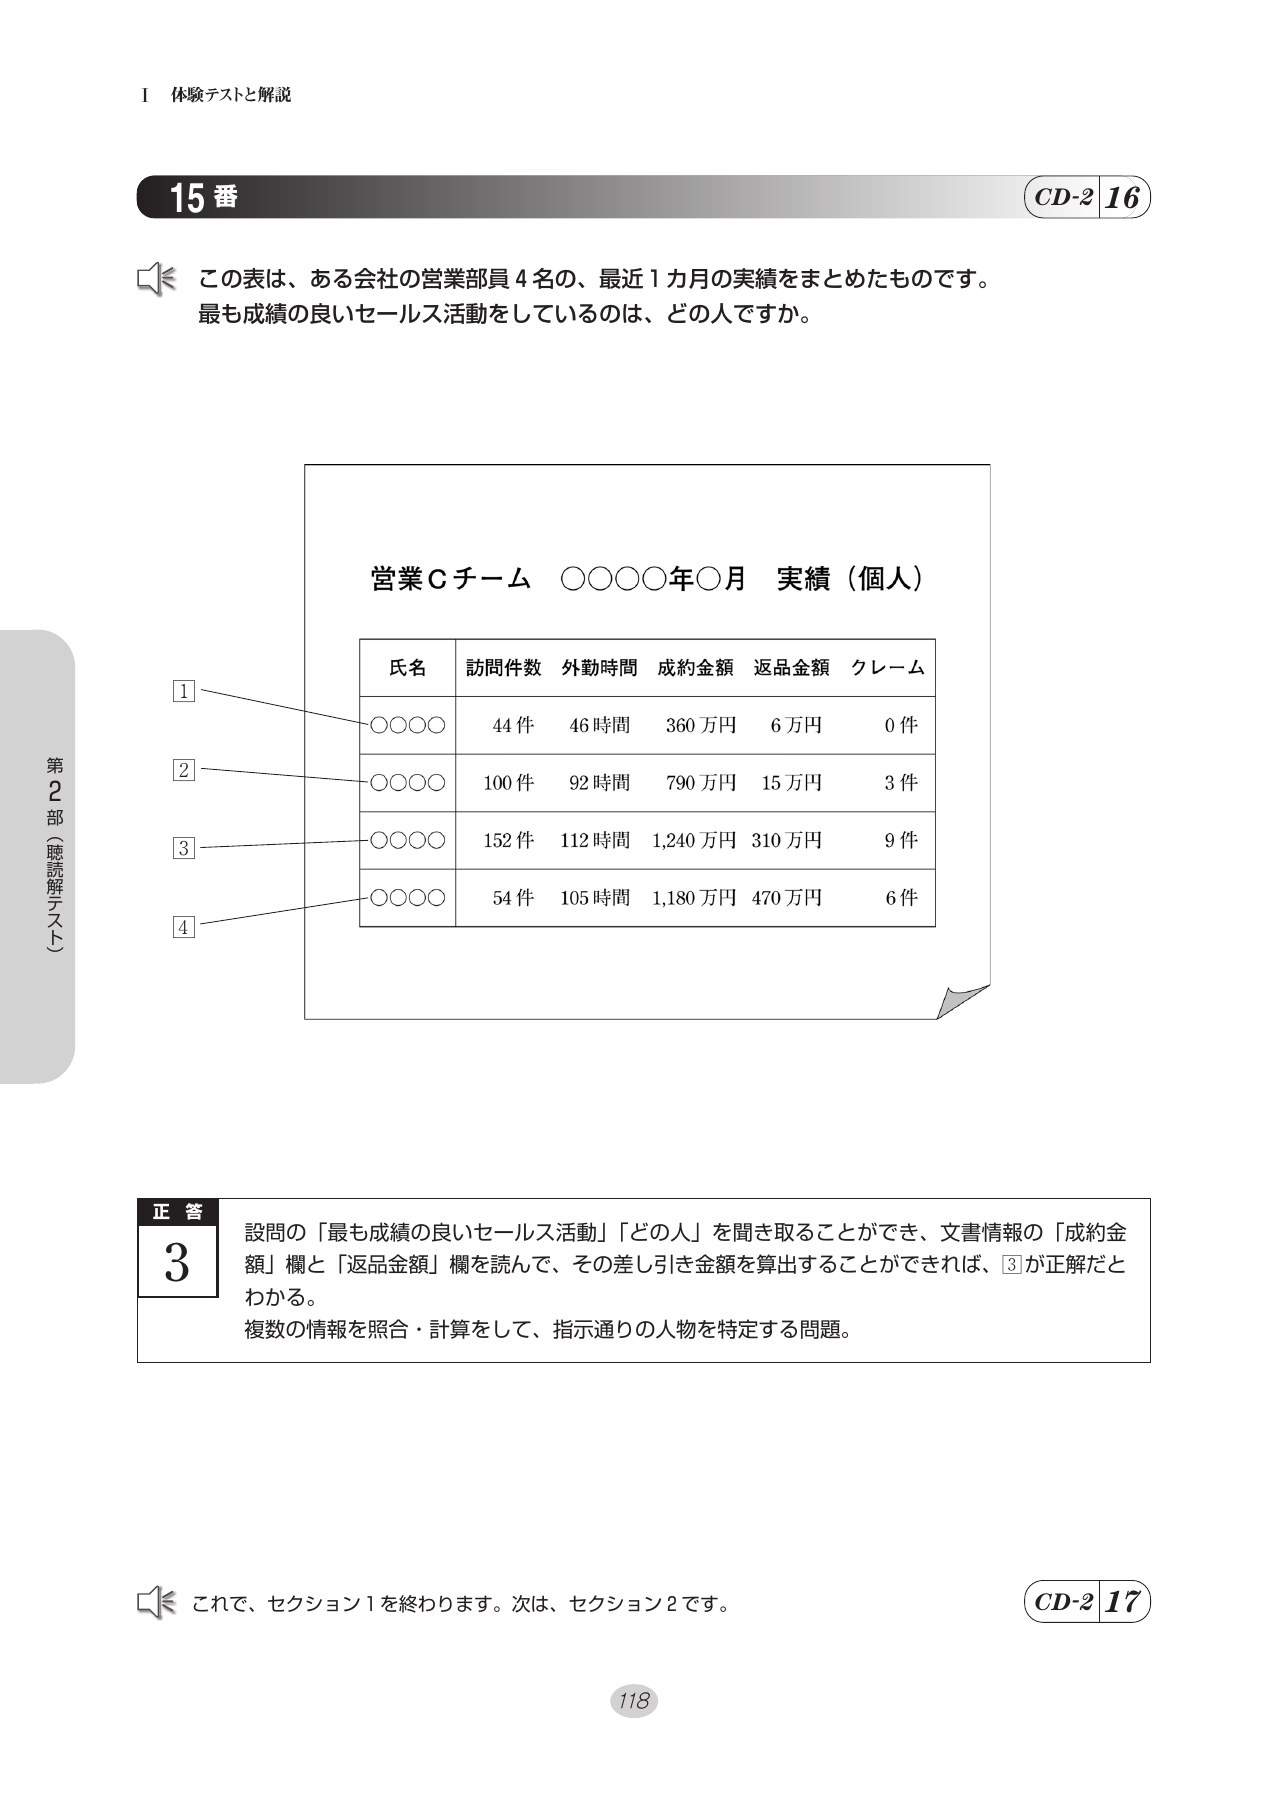 I 体験テストと解説
15 番
CD-2 16
この表は、ある会社の営業部員4名の、最近1カ月の実績をまとめたものです。
最も成績の良いセールス活動をしているのは、どの人ですか。
営業Cチーム ○○○○年○月 実績(個人)
氏名 訪問件数 外勤時間 成約金額 返品金額 クレーム
1 ○○○○ 44件 46時間 360万円 6万円 0件
2 ○○○○ 100件 92時間 790万円 15万円 3件
3 ○○○○ 152件 112時間 1,240万円 310万円 9件
4 ○○○○ 54件 105時間 1,180万円 470万円 6件
第2部(聴読解テスト)
正答
3
設問の「最も成績の良いセールス活動」「どの人」を聞き取ることができ、文書情報の「成約金
額」欄と「返品金額」欄を読んで、その差し引き金額を算出することができれば、3が正解だと
わかる。
複数の情報を照合・計算をして、指示通りの人物を特定する問題。
これで、セクション1を終わります。次は、セクション2です。
CD-2 17
118